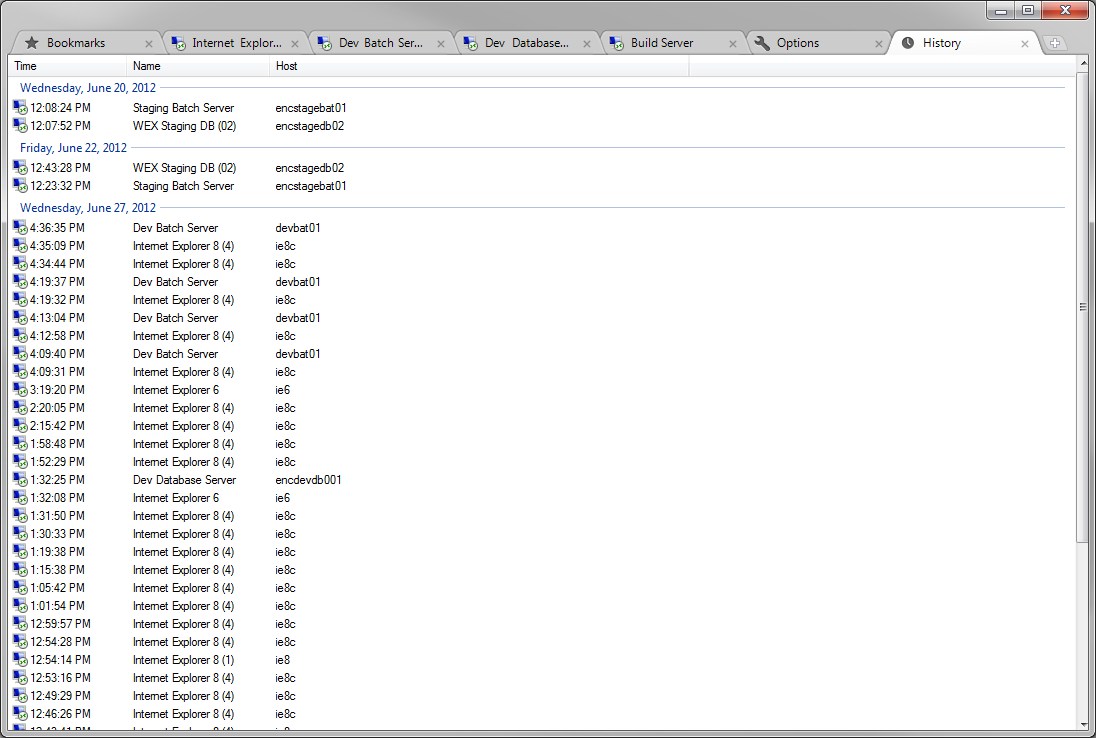 Bookmarks Internet Explor... Dev Batch Ser... Dev Database... Build Server Options History
Time Name Host
Wednesday, June 20, 2012
12:08:24 PM Staging Batch Server encstagebat01
12:07:52 PM WEX Staging DB (02) encstagedb02
Friday, June 22, 2012
12:43:28 PM WEX Staging DB (02) encstagedb02
12:23:32 PM Staging Batch Server encstagebat01
Wednesday, June 27, 2012
4:36:35 PM Dev Batch Server devbat01
4:35:09 PM Internet Explorer 8 (4) ie8c
4:34:44 PM Internet Explorer 8 (4) ie8c
4:19:37 PM Dev Batch Server devbat01
4:19:32 PM Internet Explorer 8 (4) ie8c
4:13:04 PM Dev Batch Server devbat01
4:12:58 PM Internet Explorer 8 (4) ie8c
4:09:40 PM Dev Batch Server devbat01
4:09:31 PM Internet Explorer 8 (4) ie8c
3:19:20 PM Internet Explorer 6 ie6
2:20:05 PM Internet Explorer 8 (4) ie8c
2:15:42 PM Internet Explorer 8 (4) ie8c
1:58:48 PM Internet Explorer 8 (4) ie8c
1:52:29 PM Internet Explorer 8 (4) ie8c
1:32:25 PM Dev Database Server encdevdb001
1:32:08 PM Internet Explorer 6 ie6
1:31:50 PM Internet Explorer 8 (4) ie8c
1:30:33 PM Internet Explorer 8 (4) ie8c
1:19:38 PM Internet Explorer 8 (4) ie8c
1:15:38 PM Internet Explorer 8 (4) ie8c
1:05:42 PM Internet Explorer 8 (4) ie8c
1:01:54 PM Internet Explorer 8 (4) ie8c
12:59:57 PM Internet Explorer 8 (4) ie8c
12:54:28 PM Internet Explorer 8 (4) ie8c
12:54:14 PM Internet Explorer 8 (1) ie8
12:53:16 PM Internet Explorer 8 (4) ie8c
12:49:29 PM Internet Explorer 8 (4) ie8c
12:46:26 PM Internet Explorer 8 (4) ie8c